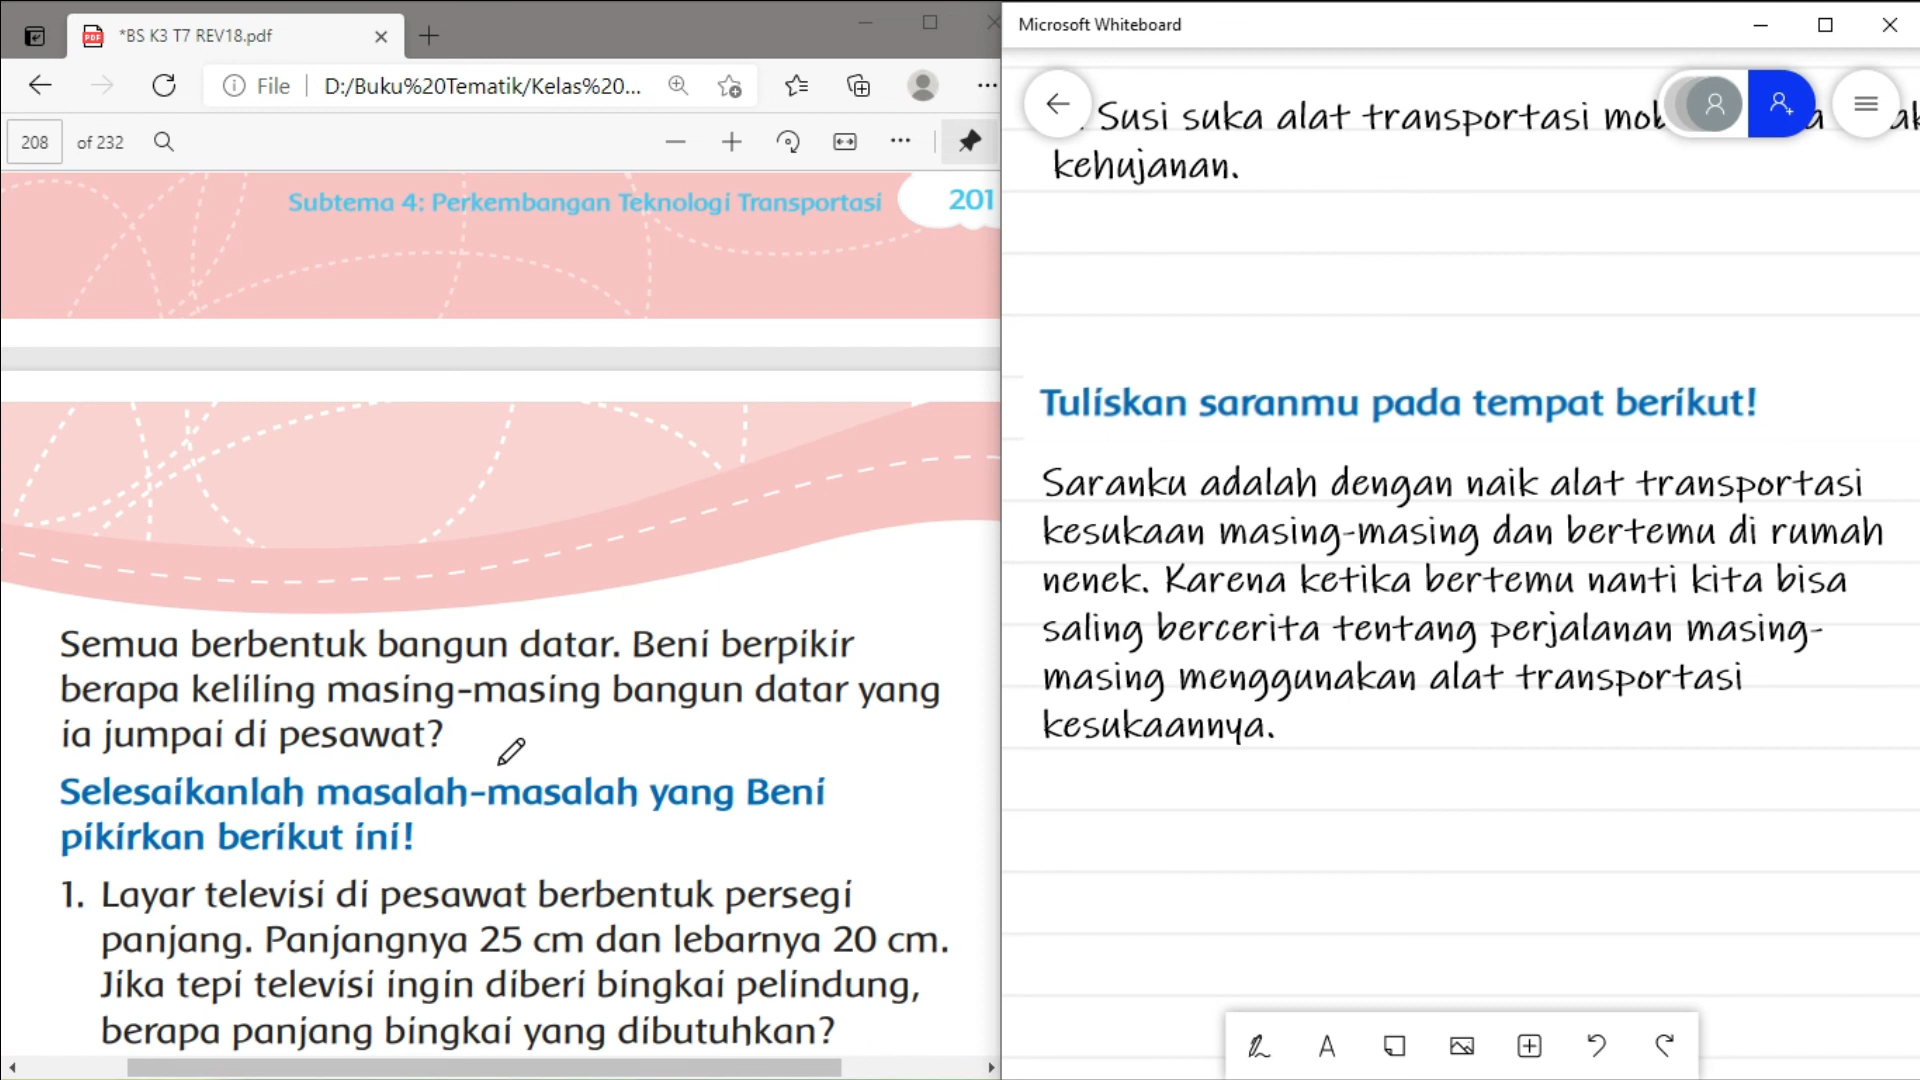 *BS K3 T7 REV18.pdf
File
D:/Buku%20Tematik/Kelas%20...
208 of 232
Subtema 4: Perkembangan Teknologi Transportasi 201
Semua berbentuk bangun datar. Beni berpikir
berapa keliling masing-masing bangun datar yang
ia jumpai di pesawat?
Selesaikanlah masalah-masalah yang Beni
pikirkan berikut ini!
1. Layar televisi di pesawat berbentuk persegi
panjang. Panjangnya 25 cm dan lebarnya 20 cm.
Jika tepi televisi ingin diberi bingkai pelindung,
berapa panjang bingkai yang dibutuhkan?
Microsoft Whiteboard
Susi suka alat transportasi
kehujanan.
Tuliskan saranmu pada tempat berikut!
Saranku adalah dengan naik alat transportasi
kesukaan masing-masing dan bertemu di rumah
nenek. Karena ketika bertemu nanti kita bisa
saling bercerita tentang perjalanan masing-
masing menggunakan alat transportasi
kesukaannya.